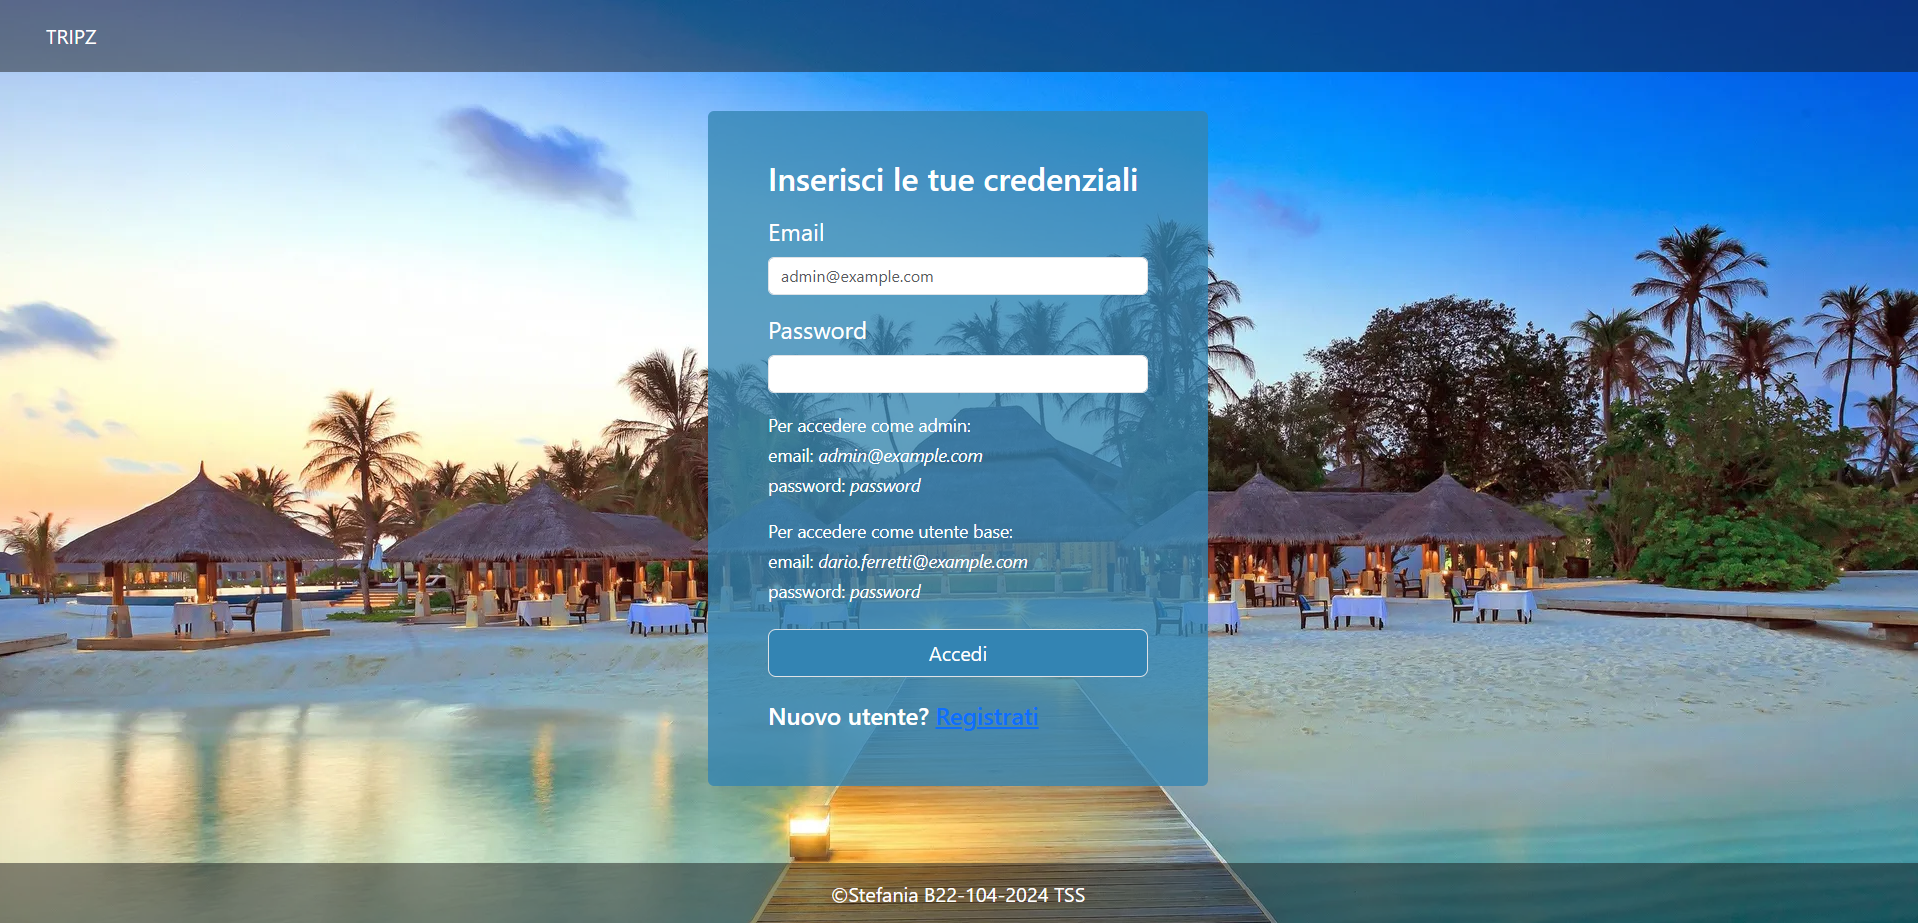 TRIPZ
Inserisci le tue credenziali
Email
admin@example.com
Password
Per accedere come admin:
email: admin@example.com
password: password
Per accedere come utente base:
email: dario.ferretti@example.com
password: password
Accedi
Nuovo utente? Registrati
©Stefania B22-104-2024 TSS